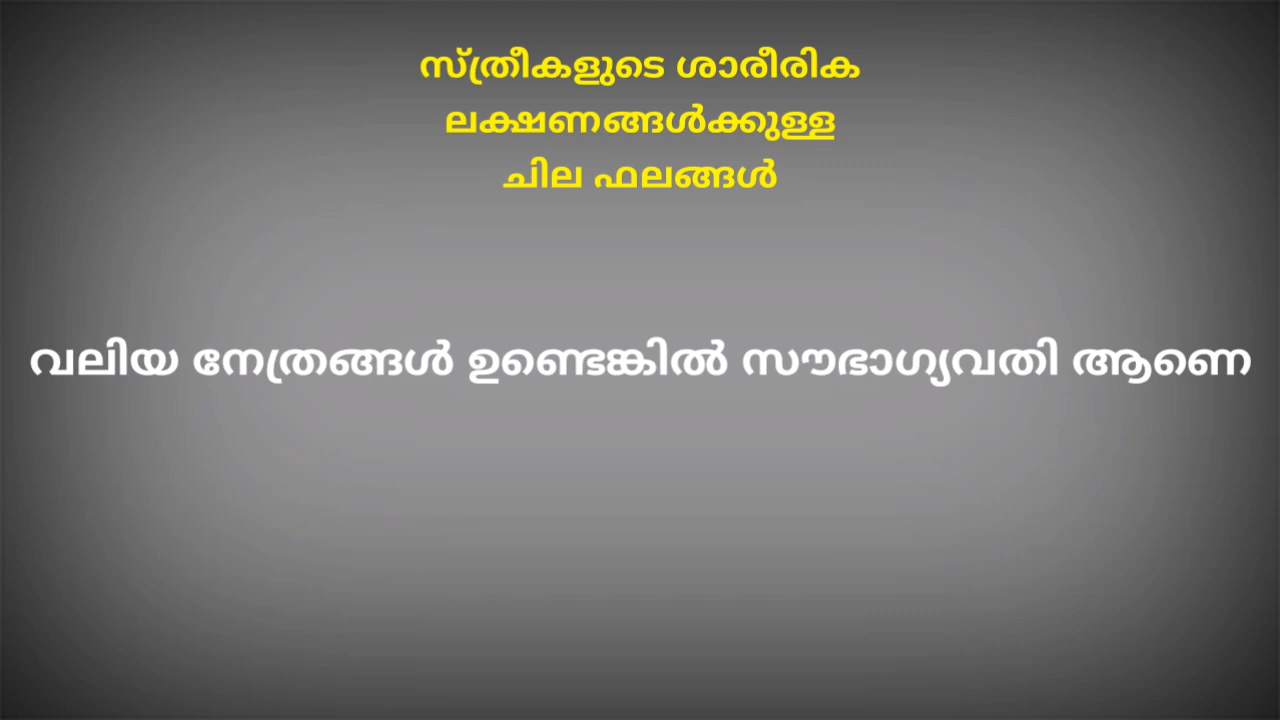 സ്ത്രീകളുടെ ശാരീരിക
ലക്ഷണങ്ങൾക്കുള്ള
ചില ഫലങ്ങൾ
വലിയ നേത്രങ്ങൾ ഉണ്ടെങ്കിൽ സൗഭാഗ്യവതി ആണെ